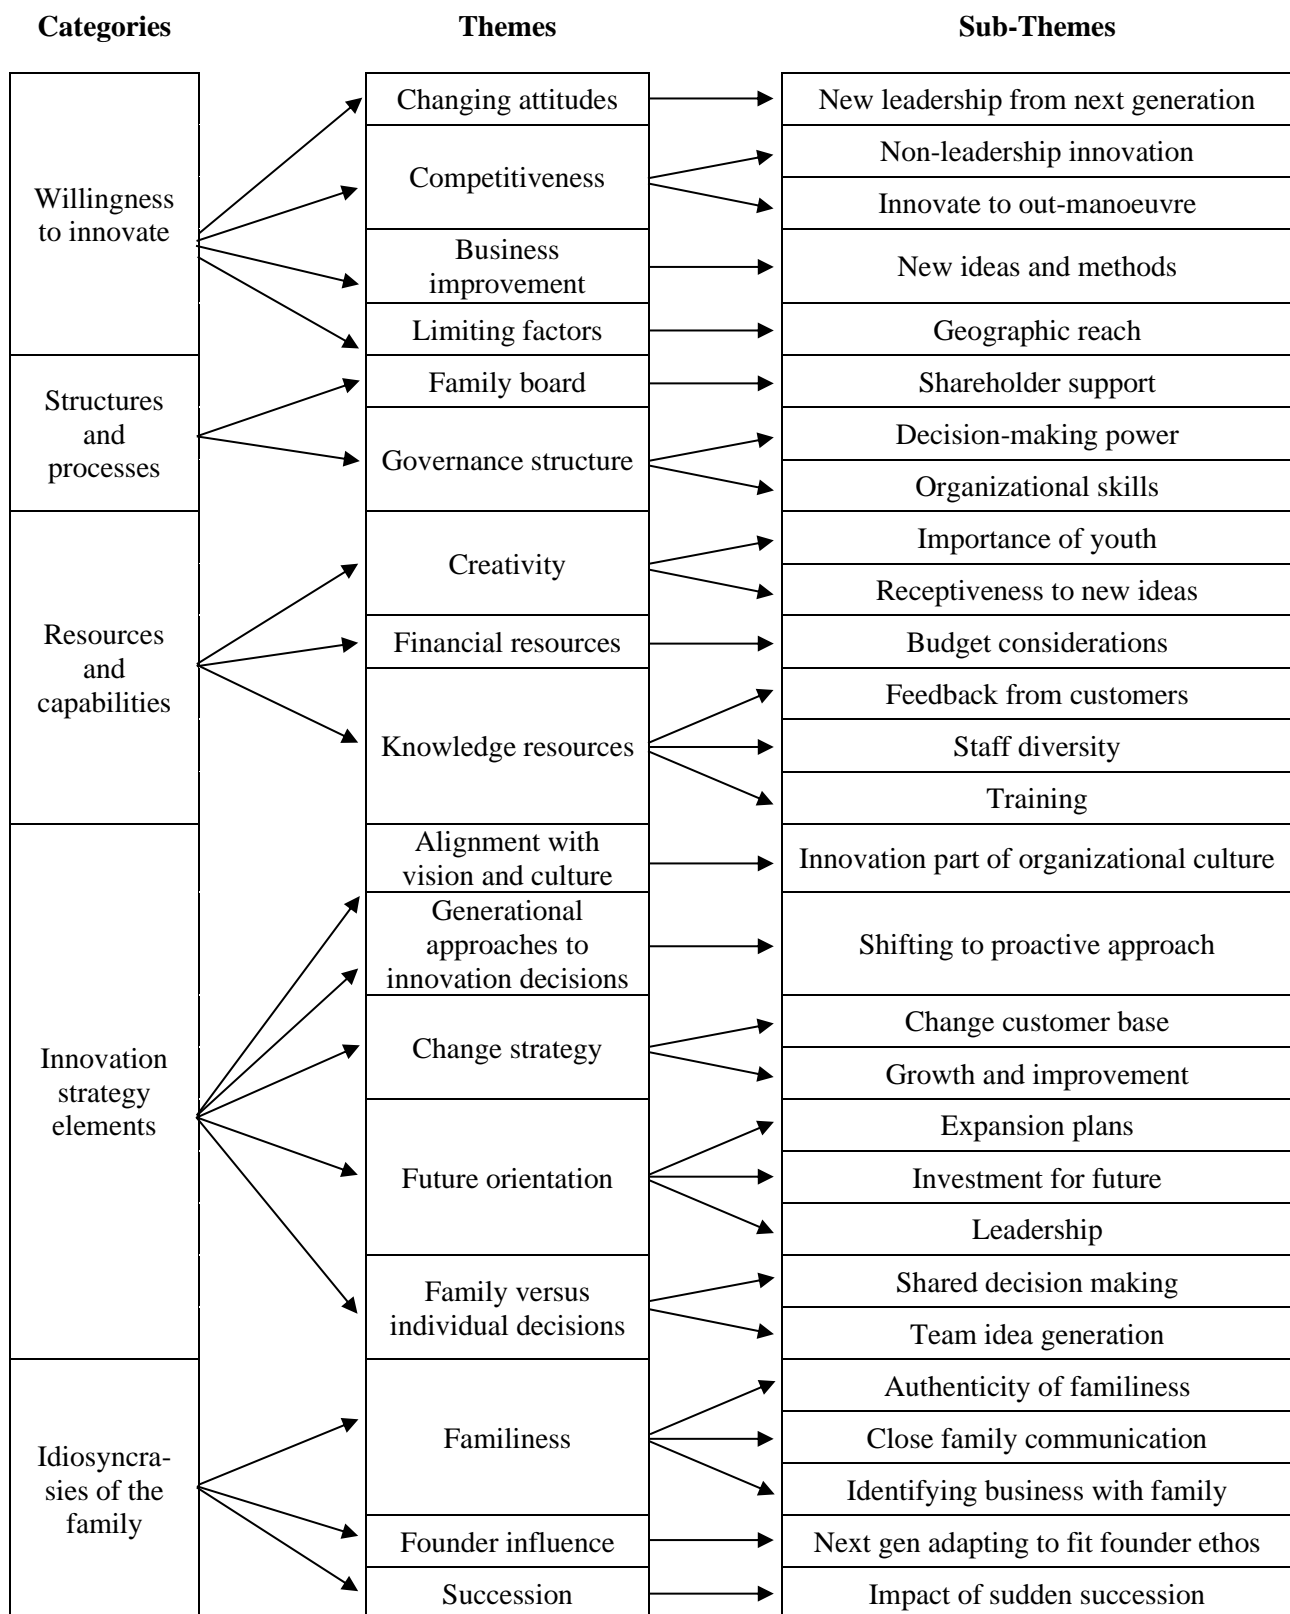 Categories Themes Sub-Themes
Willingness
to innovate
Changing attitudes
New leadership from next generation
Competitiveness
Non-leadership innovation
Innovate to out-manoeuvre
Business
improvement
New ideas and methods
Limiting factors
Geographic reach
Structures
and
processes
Family board
Shareholder support
Governance structure
Decision-making power
Organizational skills
Resources
and
capabilities
Creativity
Importance of youth
Receptiveness to new ideas
Financial resources
Budget considerations
Knowledge resources
Feedback from customers
Staff diversity
Training
Innovation
strategy
elements
Alignment with
vision and culture
Innovation part of organizational culture
Generational
approaches to
innovation decisions
Shifting to proactive approach
Change strategy
Change customer base
Growth and improvement
Future orientation
Expansion plans
Investment for future
Leadership
Family versus
individual decisions
Shared decision making
Team idea generation
Idiosyncra-
sies of the
family
Familiness
Authenticity of familiness
Close family communication
Identifying business with family
Founder influence
Next gen adapting to fit founder ethos
Succession
Impact of sudden succession